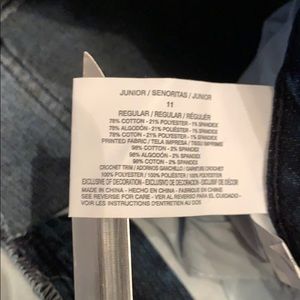 JUNIOR / SEÑORITAS / JUNIOR
11
REGULAR / REGULAR / RÉGULIER
78% COTTON - 21% POLYESTER - 1% SPANDEX
78% ALGODÓN - 21% POLIÉSTER - 1% SPANDEX
78% COTON - 21% POLYESTER - 1% SPANDEX
PRINTED FABRIC / TELA IMPRESA / TISSU IMPRIMÉ
98% COTTON - 2% SPANDEX
98% ALGODÓN - 2% SPANDEX
98% COTON - 2% SPANDEX
CROCHET TRIM / ADORNOS GANCHILLO / GARNITURE CROCHET
100% POLYESTER / 100% POLIÉSTER / 100% POLYESTER
EXCLUSIVE OF DECORATION - EXCLUSIVO DE DECORACIÓN - EXCLUSIF DE DÉCOR
MADE IN CHINA - HECHO EN CHINA - FABRIQUÉ EN CHINE
SEE REVERSE FOR CARE - VER AL REVERSO PARA EL CUIDADO -
VOIR LES INSTRUCTIONS D'ENTRETIEN AU DOS